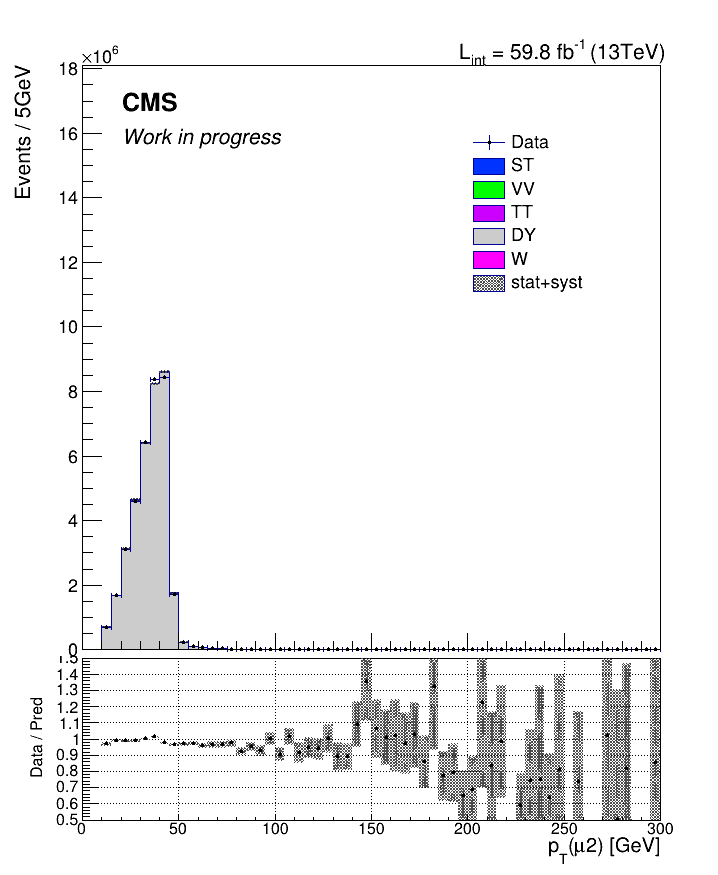 ×10⁶
L_int = 59.8 fb⁻¹ (13TeV)
Events / 5GeV
18
CMS
16
Work in progress
Data
ST
14
VV
TT
DY
12
W
stat+syst
10
8
6
4
2
0
Data / Pred
1.5
1.4
1.3
1.2
1.1
1
0.9
0.8
0.7
0.6
0.5
0 50 100 150 200 250 300
p_T(μ2) [GeV]